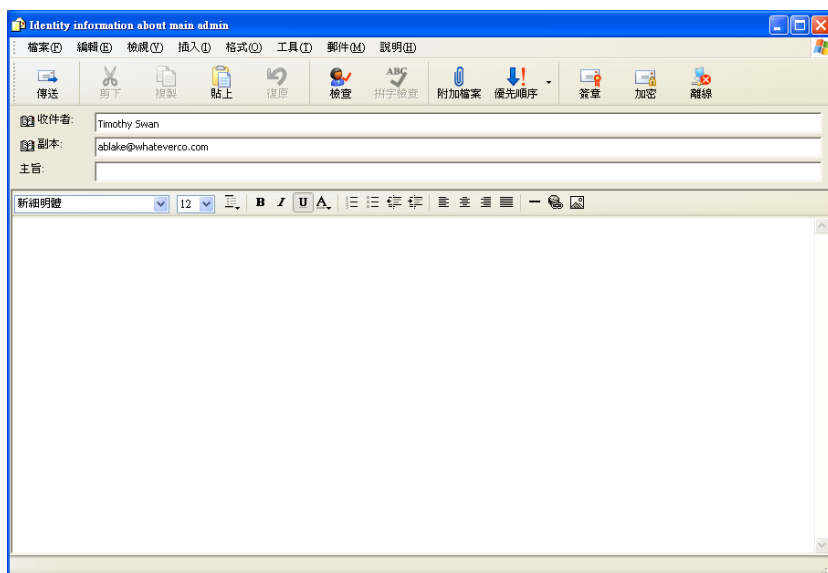 Identity information about main admin
檔案(F) 編輯(E) 檢視(V) 插入(I) 格式(O) 工具(T) 郵件(M) 說明(H)
傳送 剪下 複製 貼上 復原 檢查 ABC 拼字檢查 附加檔案 優先順序 簽章 加密 離線
收件者: Timothy Swan
副本: ablake@whateverco.com
主旨:
新細明體 12 B I U A